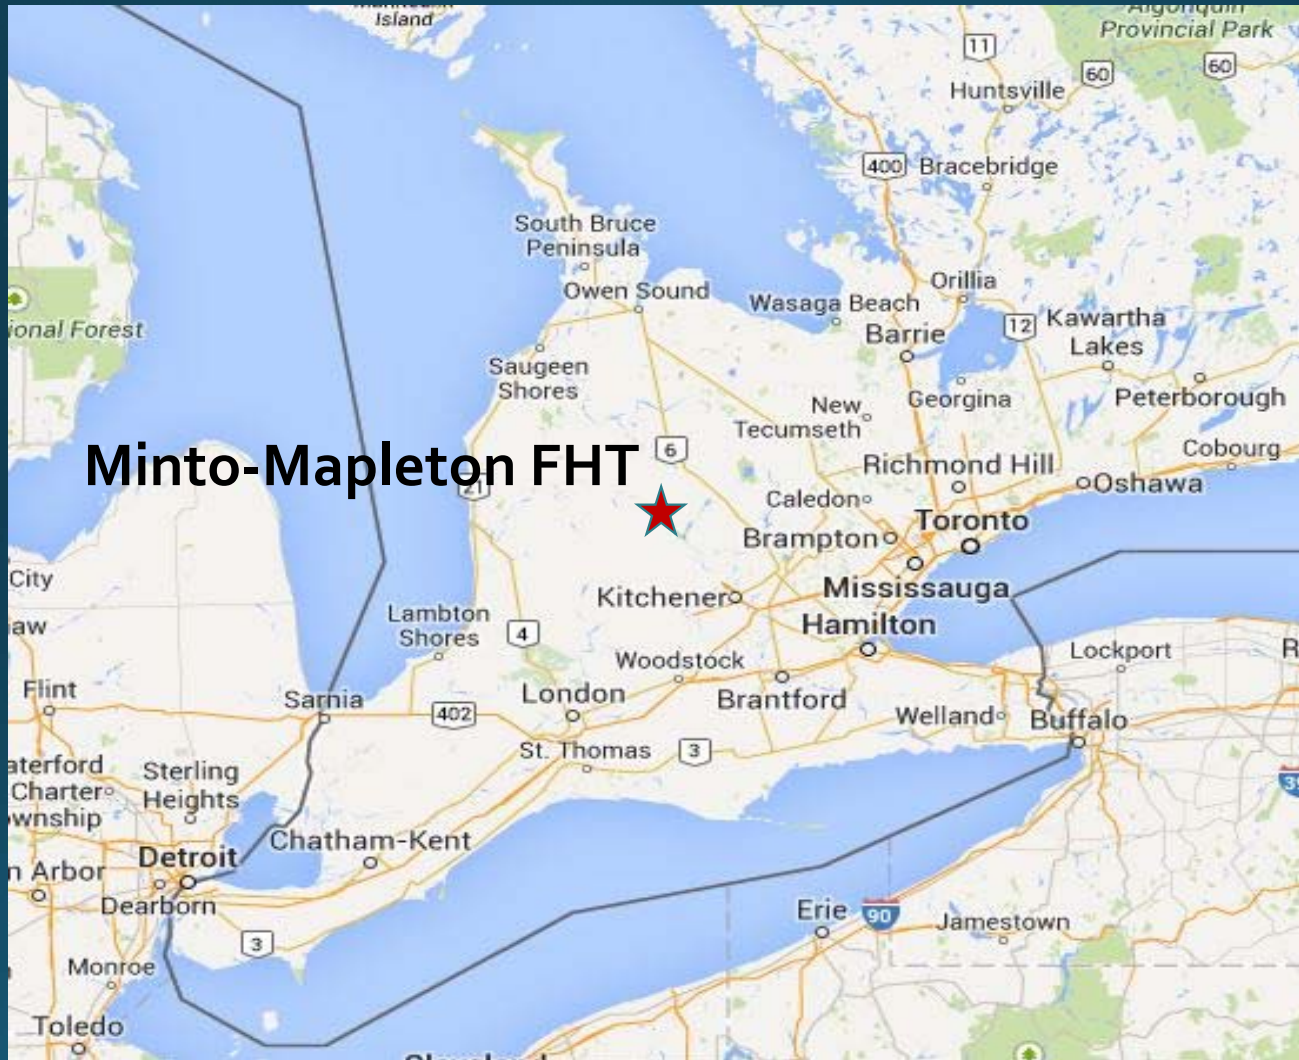 Island
Algonquin
Provincial Park
11
60
60
Huntsville
400
Bracebridge
South Bruce
Peninsula
Owen Sound
Orillia
Wasaga Beach
12
Kawartha
Lakes
Barrie
ional Forest
Saugeen
Shores
Georgina
Peterborough
New
Tecumseth
Minto-Mapleton FHT
6
21
Cobourg
Richmond Hill
Oshawa
Caledon
Toronto
Brampton
City
Mississauga
Kitchener
Hamilton
Lambton
Shores
4
aw
Lockport
R
Woodstock
Flint
Sarnia
London
Brantford
402
Welland
Buffalo
St. Thomas
3
aterford
Charter
ownship
Sterling
Heights
39
Chatham-Kent
Detroit
n Arbor
Dearborn
Erie
90
Jamestown
3
Monroe
Toledo
Cleveland